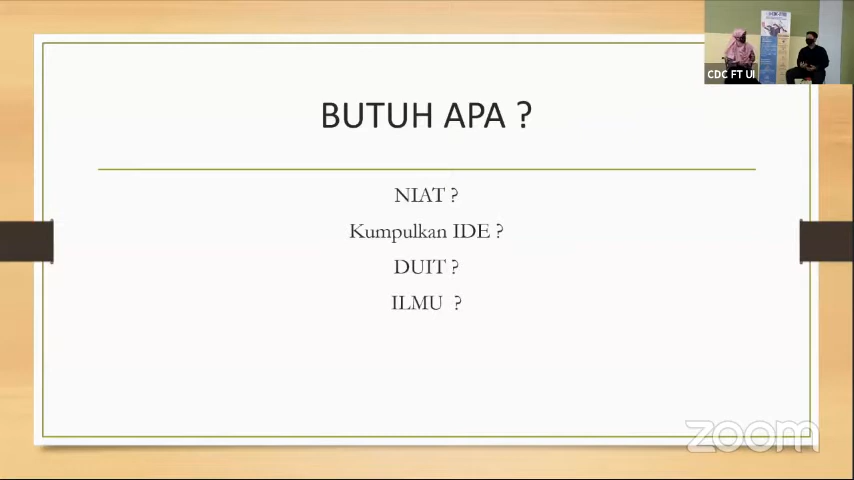 CDC FT UI
BUTUH APA ?
NIAT ?
Kumpulkan IDE ?
DUIT ?
ILMU ?
zoom